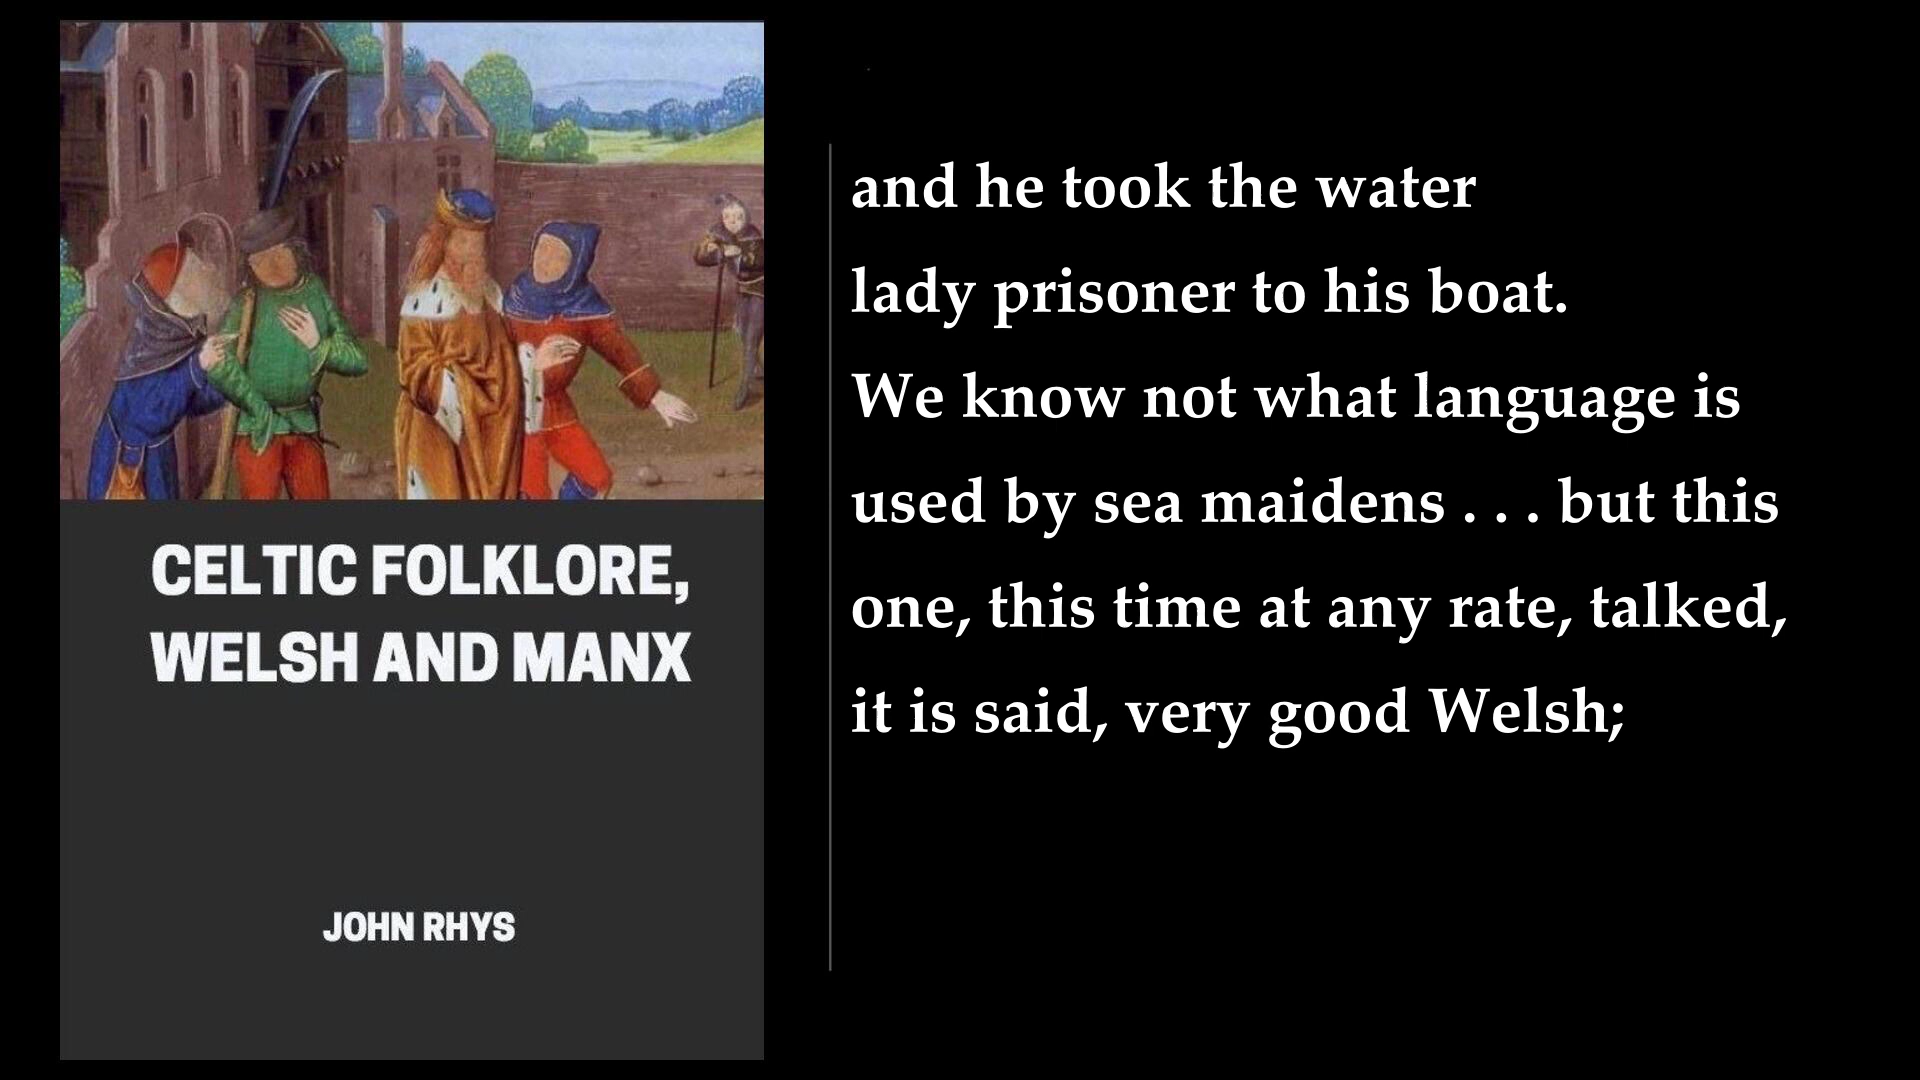 CELTIC FOLKLORE,
WELSH AND MANX
JOHN RHYS
and he took the water
lady prisoner to his boat.
We know not what language is
used by sea maidens . . . but this
one, this time at any rate, talked,
it is said, very good Welsh;